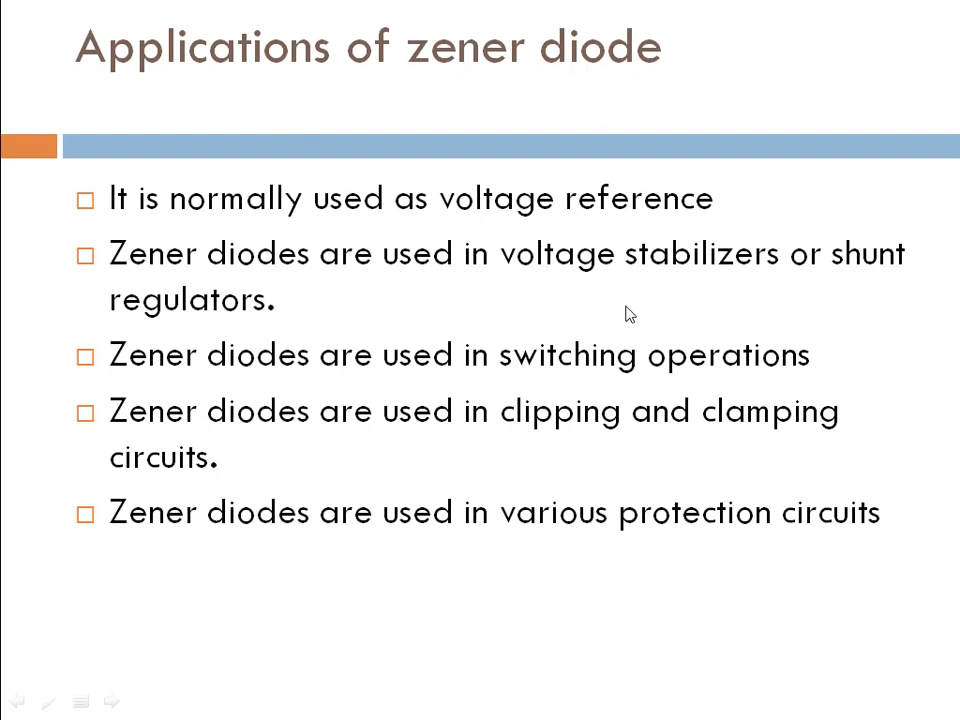 Applications of zener diode
It is normally used as voltage reference
Zener diodes are used in voltage stabilizers or shunt
regulators.
Zener diodes are used in switching operations
Zener diodes are used in clipping and clamping
circuits.
Zener diodes are used in various protection circuits